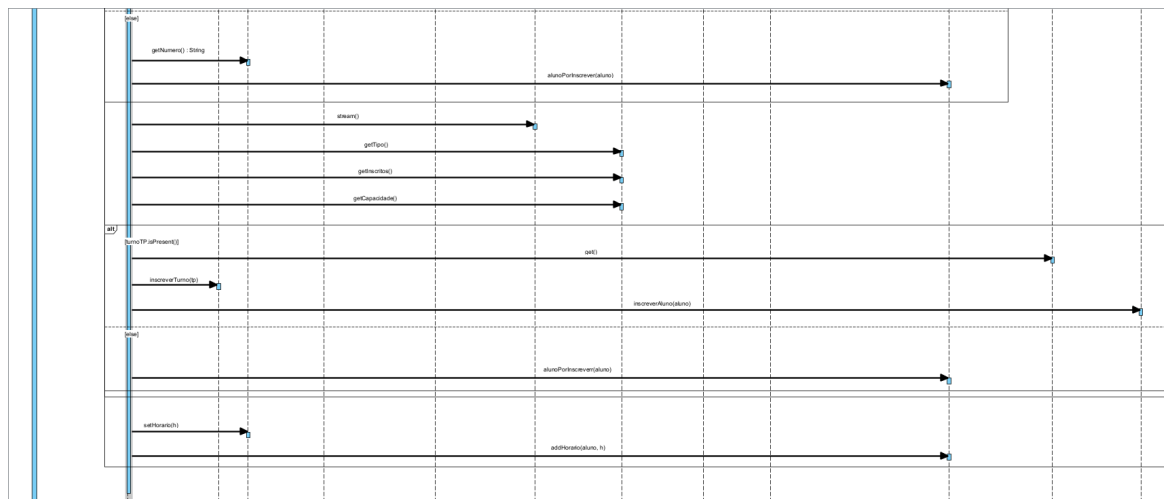 [else]
getNumero() : String
alunoPorInscrever(aluno)
stream()
getTipo()
getInscritos()
getCapacidade()
alt
[turnoTP.isPresent()]
get()
inscreverTurno(tp)
inscreverAluno(aluno)
[else]
alunoPorInscreverr(aluno)
setHorario(h)
addHorario(aluno, h)